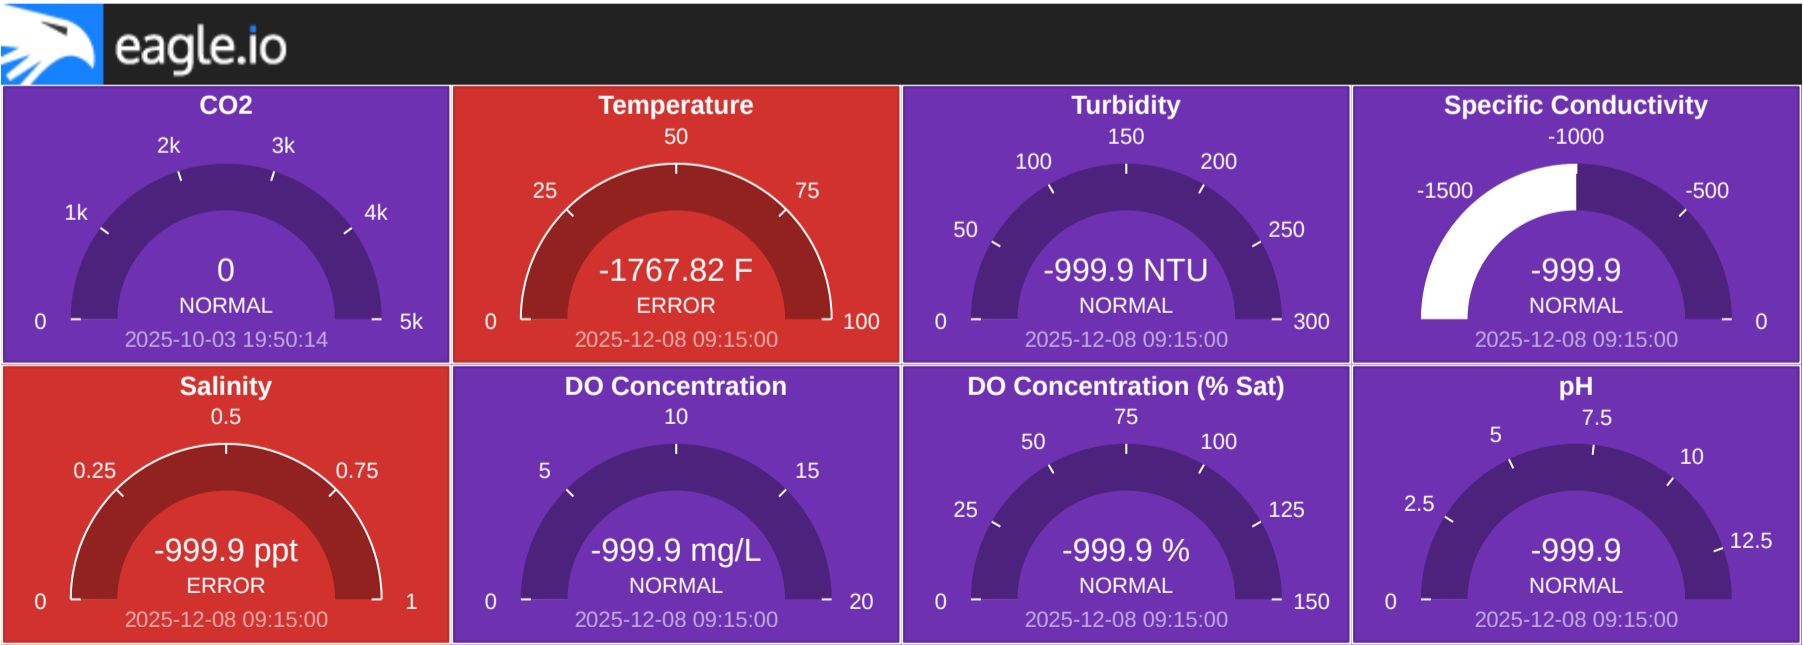 eagle.io
CO2
2k
3k
1k
4k
0
NORMAL
0
5k
2025-10-03 19:50:14
Temperature
50
25
75
-1767.82 F
ERROR
0
100
2025-12-08 09:15:00
Turbidity
150
100
200
50
250
-999.9 NTU
NORMAL
0
300
2025-12-08 09:15:00
Specific Conductivity
-1000
-1500
-500
-999.9
NORMAL
0
2025-12-08 09:15:00
Salinity
0.5
0.25
0.75
-999.9 ppt
ERROR
0
1
2025-12-08 09:15:00
DO Concentration
10
5
15
-999.9 mg/L
NORMAL
0
20
2025-12-08 09:15:00
DO Concentration (% Sat)
75
50
100
25
125
-999.9 %
NORMAL
0
150
2025-12-08 09:15:00
pH
7.5
5
10
2.5
12.5
-999.9
NORMAL
0
2025-12-08 09:15:00